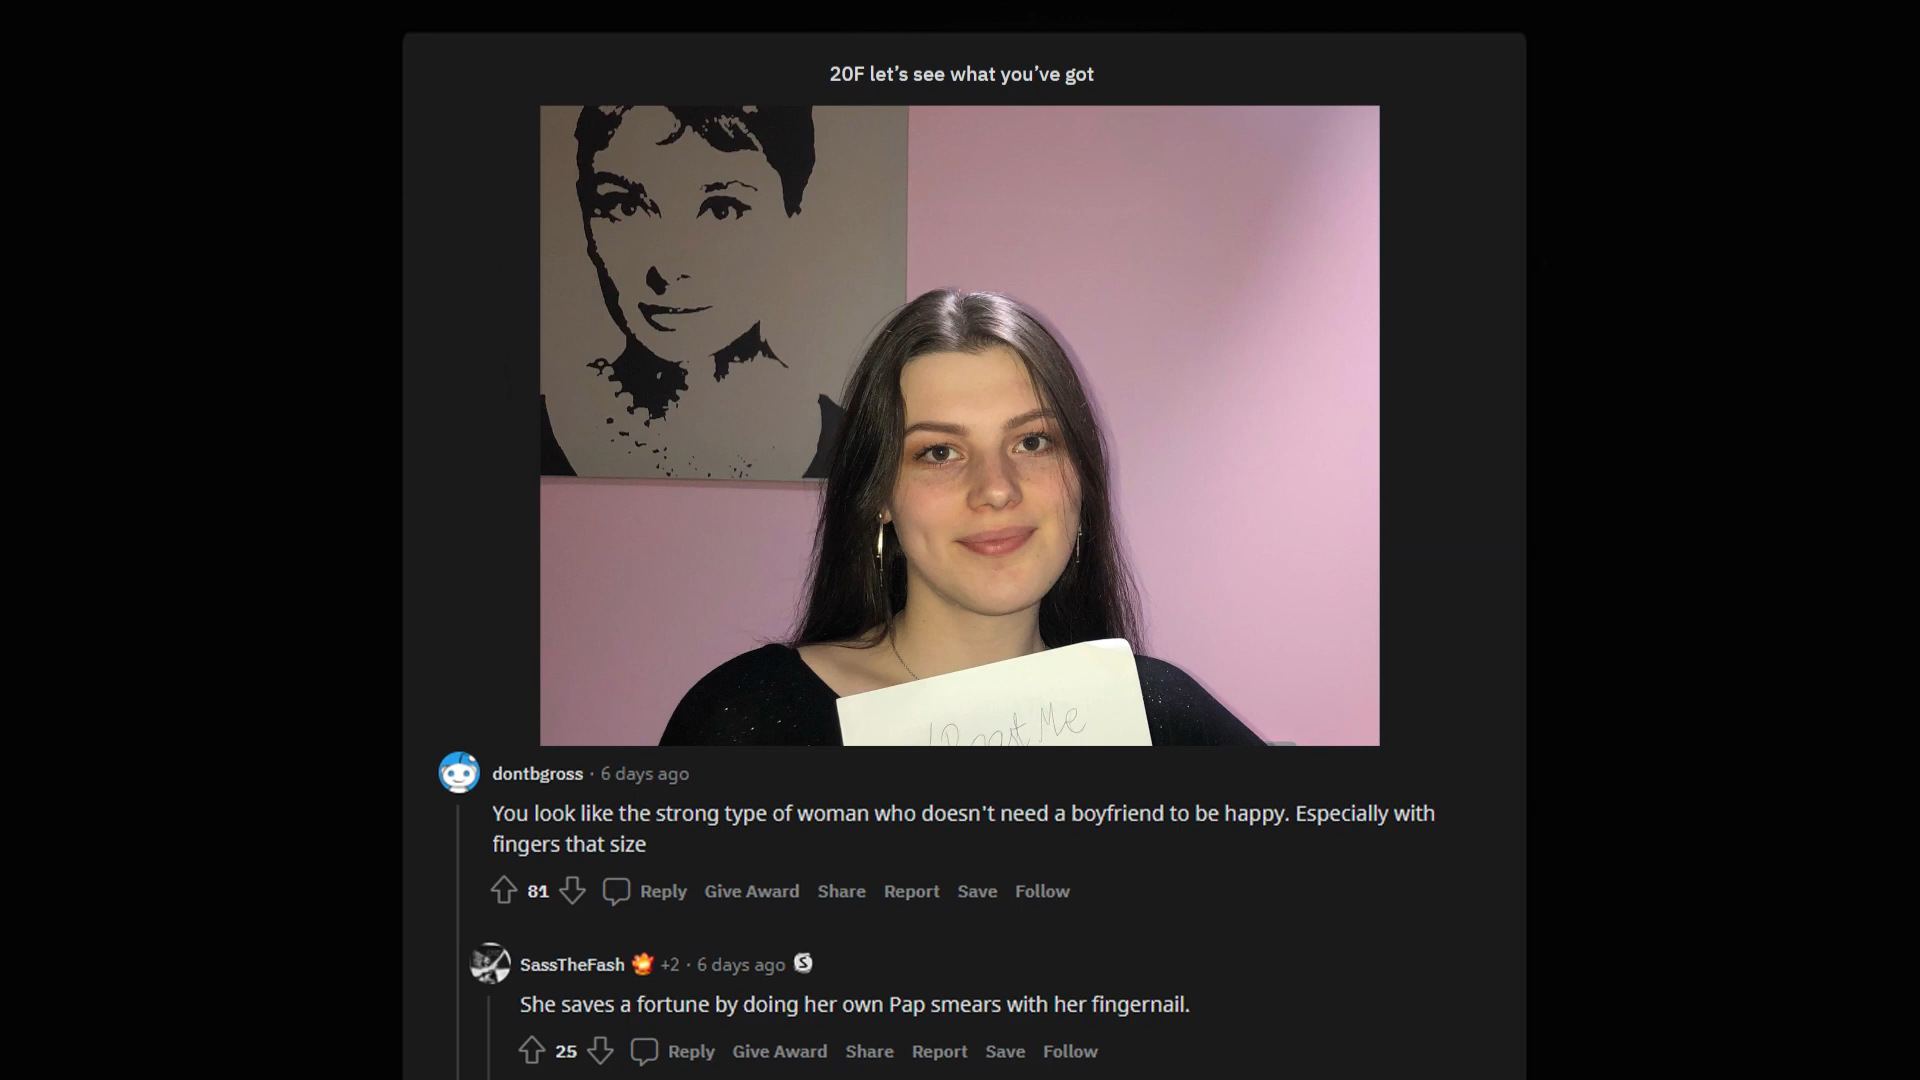 20F let’s see what you’ve got
Roast Me
dontbgross · 6 days ago
You look like the strong type of woman who doesn't need a boyfriend to be happy. Especially with
fingers that size
81 Reply Give Award Share Report Save Follow
SassTheFash +2 · 6 days ago S
She saves a fortune by doing her own Pap smears with her fingernail.
25 Reply Give Award Share Report Save Follow